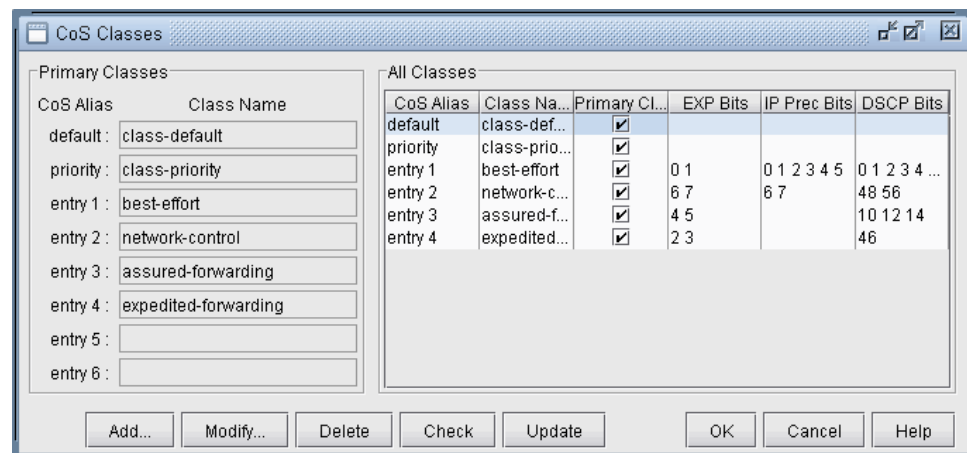 CoS Classes
Primary Classes
CoS Alias Class Name
default : class-default
priority : class-priority
entry 1 : best-effort
entry 2 : network-control
entry 3 : assured-forwarding
entry 4 : expedited-forwarding
entry 5 :
entry 6 :
All Classes
CoS Alias Class Na... Primary Cl... EXP Bits IP Prec Bits DSCP Bits
default class-def...
priority class-prio...
entry 1 best-effort 0 1 0 1 2 3 4 5 0 1 2 3 4 ...
entry 2 network-c... 6 7 6 7 48 56
entry 3 assured-f... 4 5 10 12 14
entry 4 expedited... 2 3 46
Add... Modify... Delete Check Update OK Cancel Help